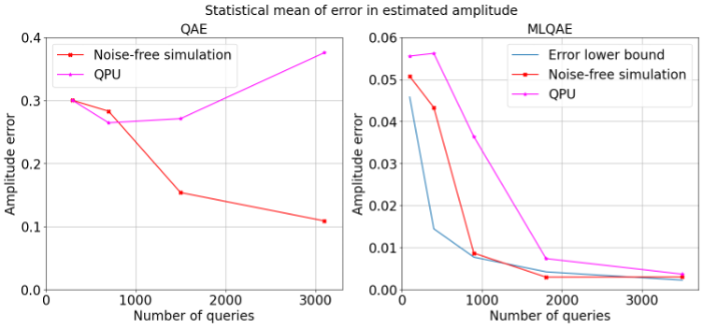 Statistical mean of error in estimated amplitude
QAE
Noise-free simulation
QPU
Amplitude error
0.4
0.3
0.2
0.1
0.0
0 1000 2000 3000
Number of queries
MLQAE
Error lower bound
Noise-free simulation
QPU
Amplitude error
0.06
0.05
0.04
0.03
0.02
0.01
0.00
0 1000 2000 3000
Number of queries